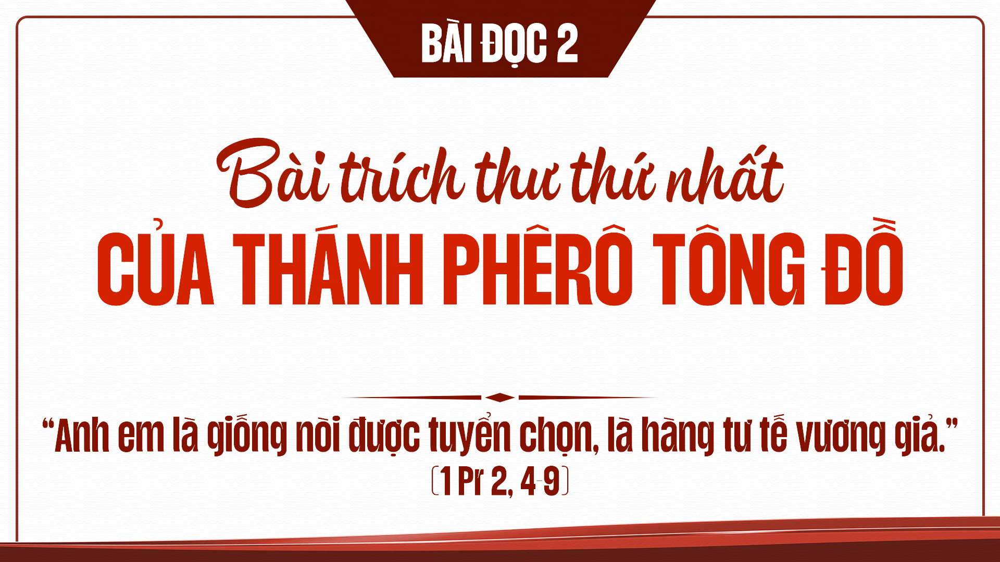 BÀI ĐỌC 2
Bài trích thư thứ nhất
CỦA THÁNH PHÊRÔ TÔNG ĐỒ
“Anh em là giống nòi được tuyển chọn, là hàng tư tế vương giả.”
(1 Pr 2, 4-9)